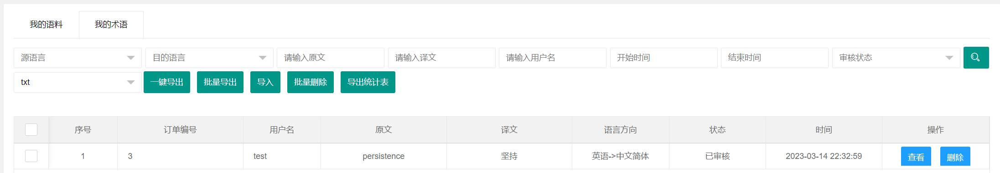 我的语料 我的术语
源语言 目的语言 请输入原文 请输入译文 请输入用户名 开始时间 结束时间 审核状态
txt 一键导出 批量导出 导入 批量删除 导出统计表
序号 订单编号 用户名 原文 译文 语言方向 状态 时间 操作
1 3 test persistence 坚持 英语->中文简体 已审核 2023-03-14 22:32:59 查看 删除